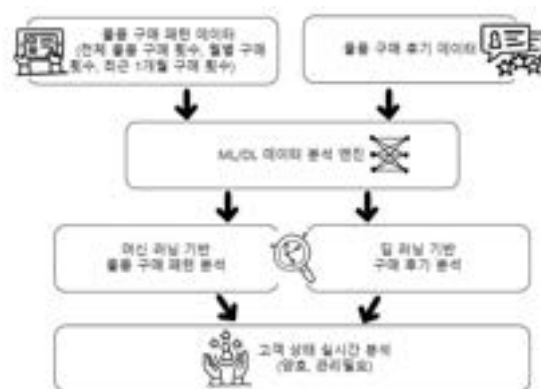 물품 구매 패턴 데이터
(전체 물품 구매 횟수, 월별 구매
횟수, 최근 1개월 구매 횟수)
물품 구매 후기 데이터
ML/DL 데이터 분석 엔진
머신 러닝 기반
물품 구매 패턴 분석
딥 러닝 기반
구매 후기 분석
고객 상태 실시간 분석
(양호, 관리필요)